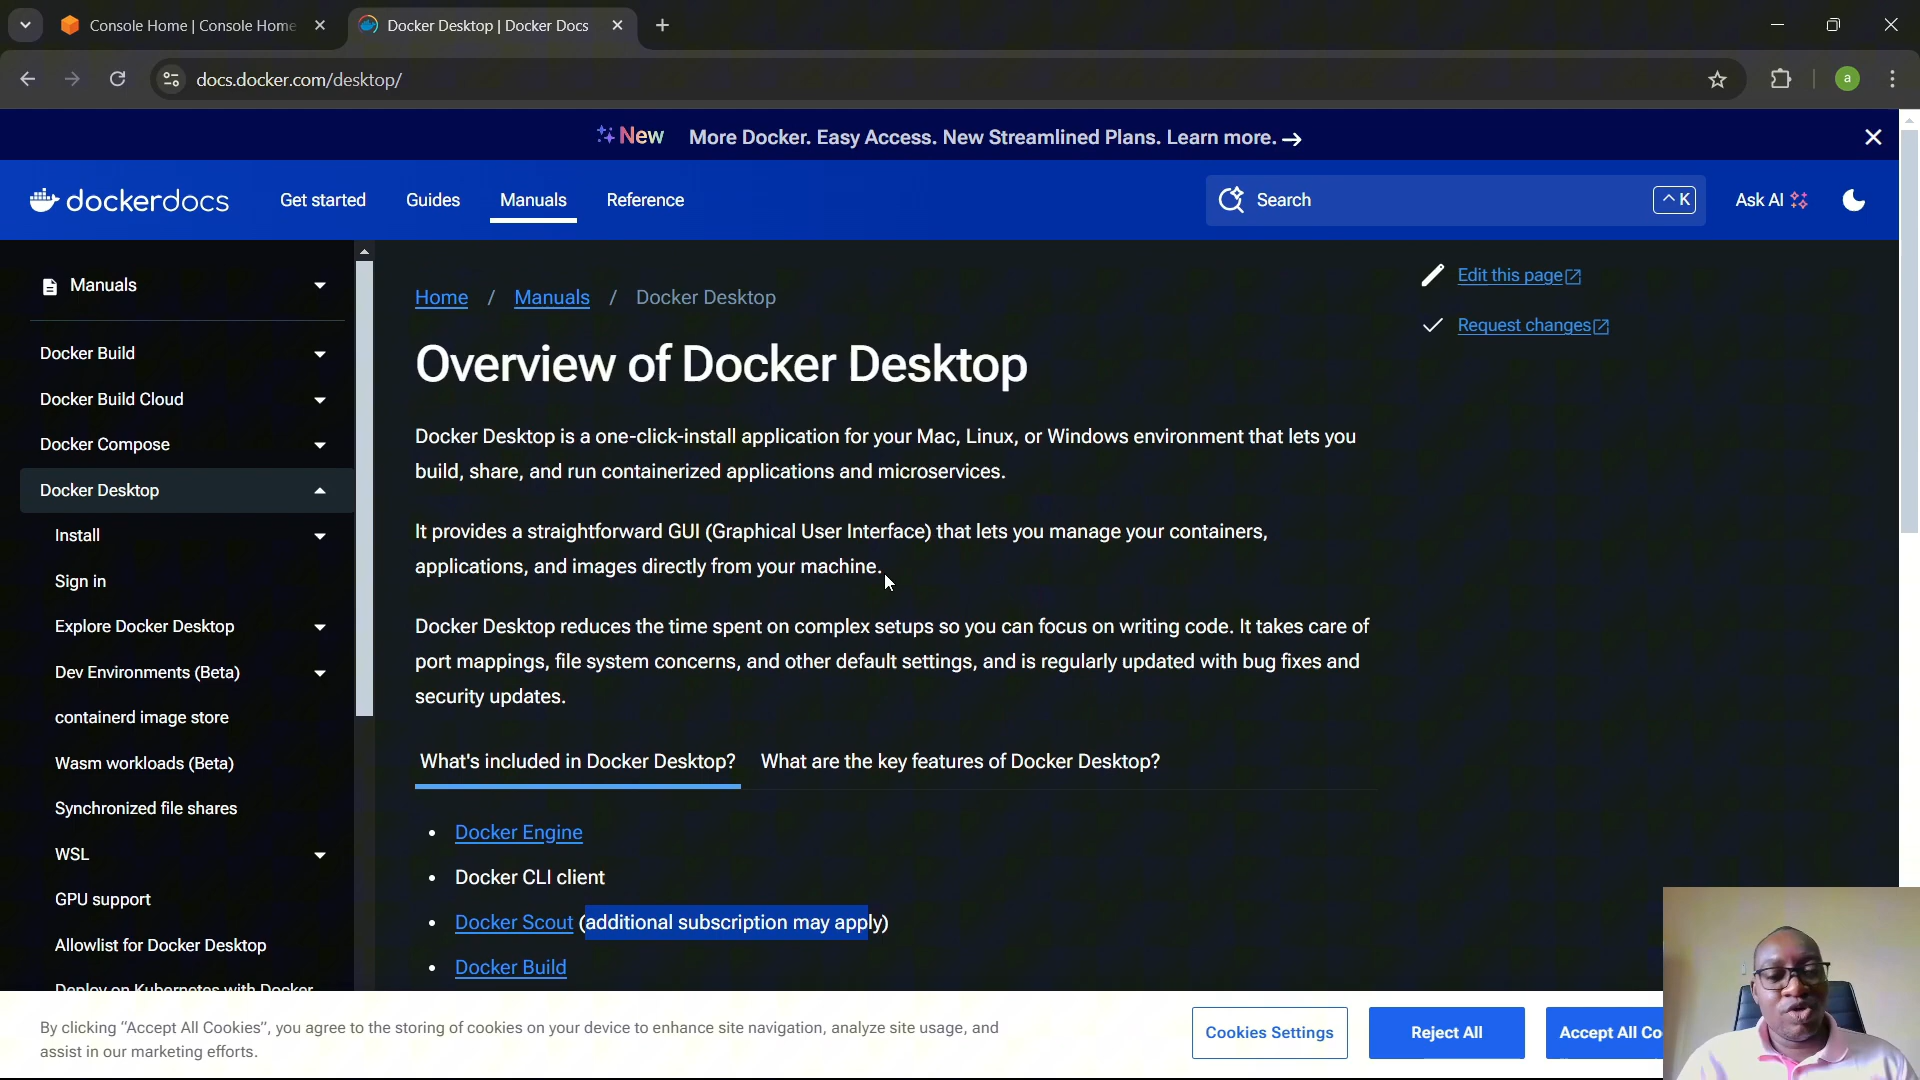 Console Home | Console Home
Docker Desktop | Docker Docs
docs.docker.com/desktop/
a
New More Docker. Easy Access. New Streamlined Plans. Learn more. →
dockerdocs
Get started
Guides
Manuals
Reference
Search
^ K
Ask AI
Manuals
Docker Build
Docker Build Cloud
Docker Compose
Docker Desktop
Install
Sign in
Explore Docker Desktop
Dev Environments (Beta)
containerd image store
Wasm workloads (Beta)
Synchronized file shares
WSL
GPU support
Allowlist for Docker Desktop
Deploy on Kubernetes with Docker
Home / Manuals / Docker Desktop
Overview of Docker Desktop
Docker Desktop is a one-click-install application for your Mac, Linux, or Windows environment that lets you
build, share, and run containerized applications and microservices.
It provides a straightforward GUI (Graphical User Interface) that lets you manage your containers,
applications, and images directly from your machine.
Docker Desktop reduces the time spent on complex setups so you can focus on writing code. It takes care of
port mappings, file system concerns, and other default settings, and is regularly updated with bug fixes and
security updates.
What's included in Docker Desktop?
What are the key features of Docker Desktop?
• Docker Engine
• Docker CLI client
• Docker Scout (additional subscription may apply)
• Docker Build
Edit this page
Request changes
By clicking “Accept All Cookies”, you agree to the storing of cookies on your device to enhance site navigation, analyze site usage, and
assist in our marketing efforts.
Cookies Settings
Reject All
Accept All Co